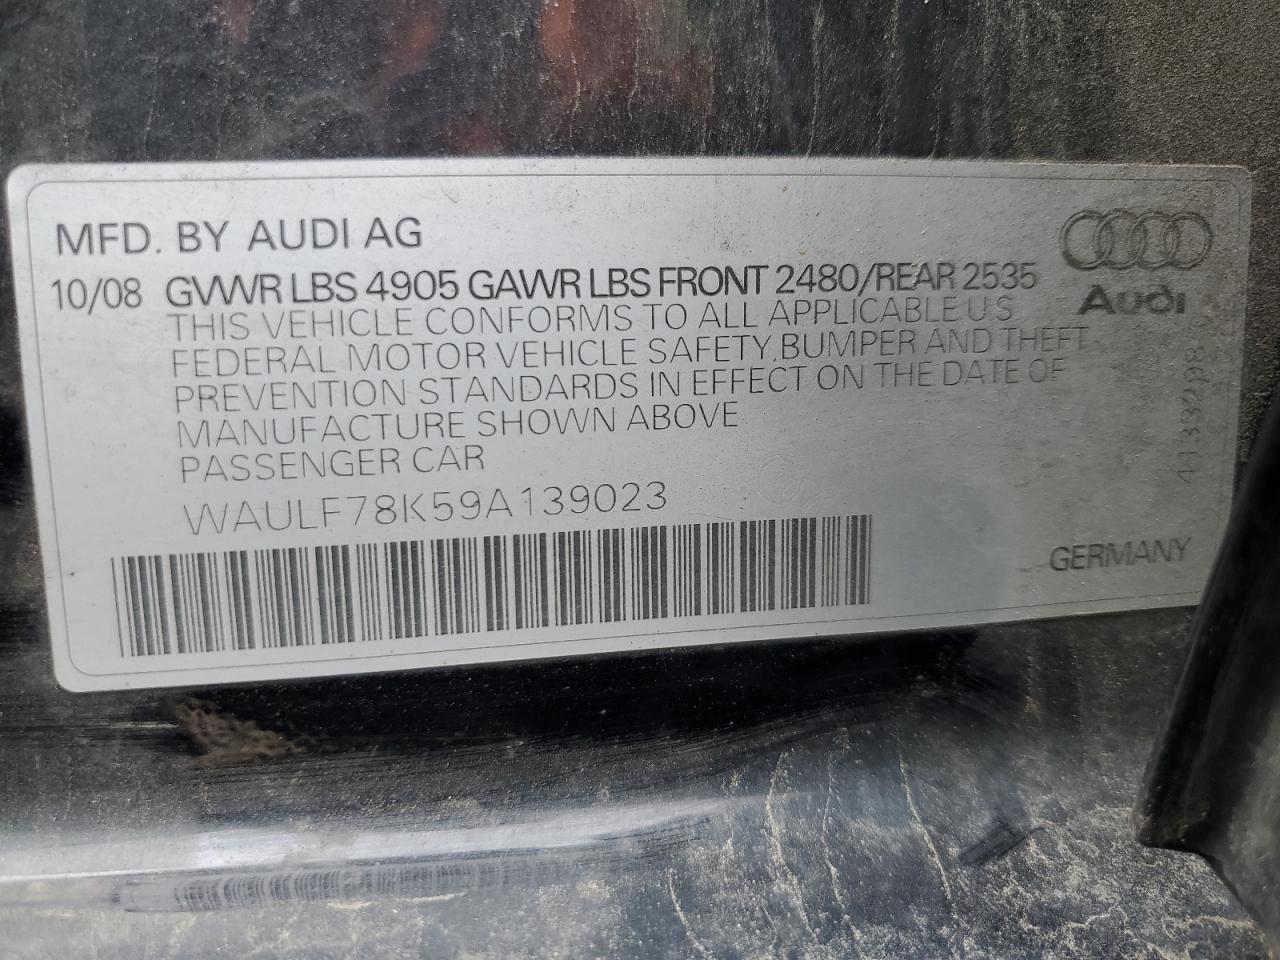 MFD. BY AUDI AG
10/08 GVWR LBS 4905 GAWR LBS FRONT 2480/REAR 2535
THIS VEHICLE CONFORMS TO ALL APPLICABLE US
FEDERAL MOTOR VEHICLE SAFETY, BUMPER AND THEFT
PREVENTION STANDARDS IN EFFECT ON THE DATE OF
MANUFACTURE SHOWN ABOVE
PASSENGER CAR
WAULF78K59A139023
Audi
GERMANY